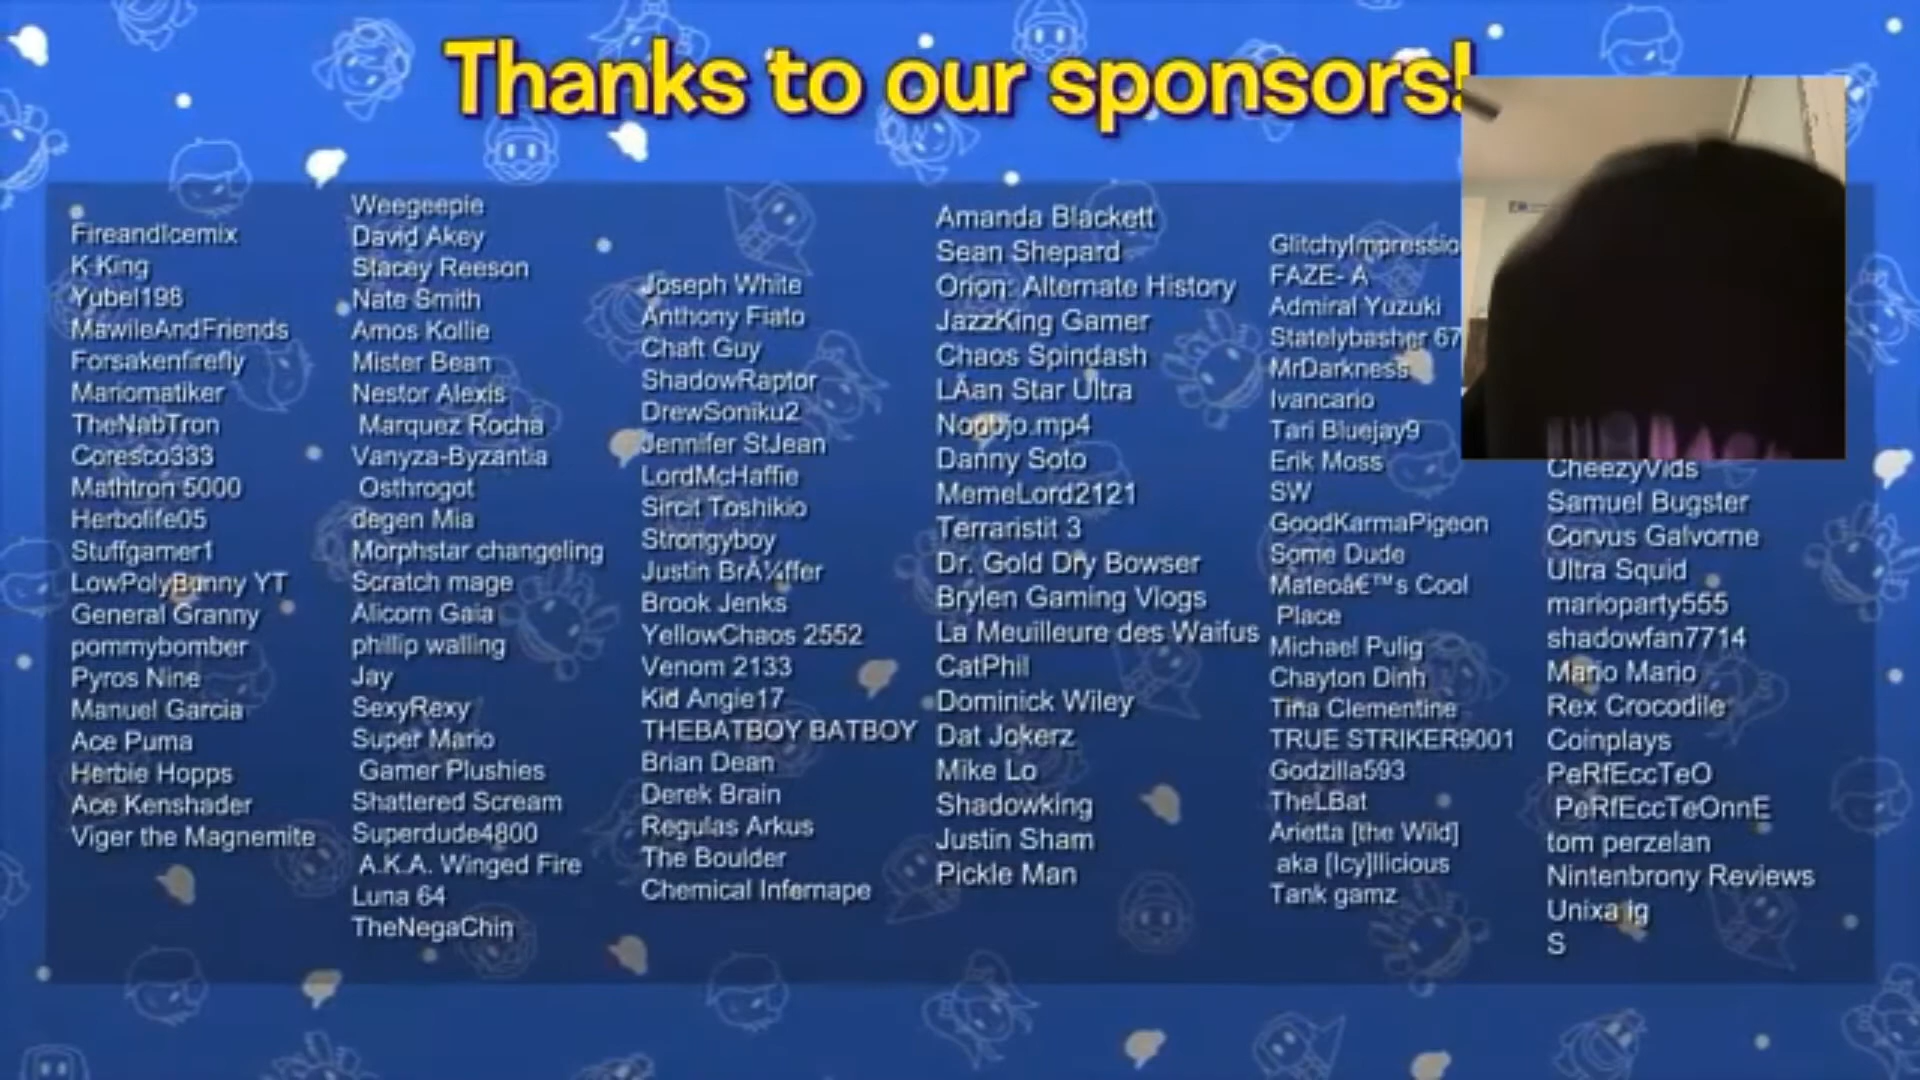 Thanks to our sponsors!
FireandIcemix
K King
Yubel198
MawileAndFriends
Forsakenfirefly
Mariomatiker
TheNabTron
Coresco333
Mathtron 5000
Herbolife05
Stuffgamer1
LowPolyBunny YT
General Granny
pommybomber
Pyros Nine
Manuel Garcia
Ace Puma
Herbie Hopps
Ace Kenshader
Viger the Magnemite
Weegeepie
David Akey
Stacey Reeson
Nate Smith
Amos Kollie
Mister Bean
Nestor Alexis
Marquez Rocha
Vanyza-Byzantia
Osthrogot
degen Mia
Morphstar changeling
Scratch mage
Alicorn Gaia
phillip walling
Jay
SexyRexy
Super Mario
Gamer Plushies
Shattered Scream
Superdude4800
A.K.A. Winged Fire
Luna 64
TheNegaChin
Joseph White
Anthony Fiato
Chaft Guy
ShadowRaptor
DrewSoniku2
Jennifer StJean
LordMcHaffie
Sircit Toshikio
Strongyboy
Justin BrÃ¼ffer
Brook Jenks
YellowChaos 2552
Venom 2133
Kid Angie17
THEBATBOY BATBOY
Brian Dean
Derek Brain
Regulas Arkus
The Boulder
Chemical Infernape
Amanda Blackett
Sean Shepard
Orion: Alternate History
JazzKing Gamer
Chaos Spindash
LÃan Star Ultra
Danny Soto
MemeLord2121
Terraristit 3
Dr. Gold Dry Bowser
Brylen Gaming Vlogs
La Meuilleure des Waifus
CatPhil
Dominick Wiley
Dat Jokerz
Mike Lo
Shadowking
Justin Sham
Pickle Man
GlitchyImpressio
FAZE- A
Admiral Yuzuki
Statelybasher 67
MrDarkness
Ivancario
Tari Bluejay9
Erik Moss
SW
GoodKarmaPigeon
Some Dude
Mateoâ€™s Cool
Place
Michael Pulig
Chayton Dinh
Tina Clementine
TRUE STRIKER9001
Godzilla593
TheLBat
Arietta [the Wild]
aka [Icy]licious
Tank gamz
CheezyVids
Samuel Bugster
Corvus Galvorne
Ultra Squid
marioparty555
shadowfan7714
Mario Mario
Rex Crocodile
Coinplays
PeRfEccTeO
PeRfEccTeOnnE
tom perzelan
Nintenbrony Reviews
Unixa ig
S